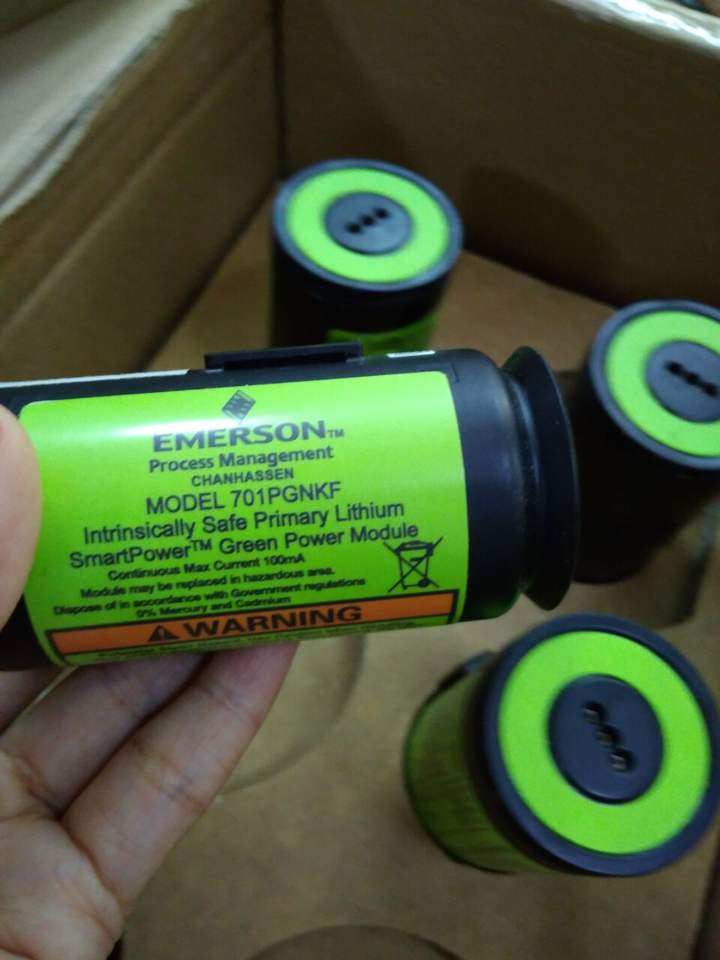 EMERSON™
Process Management
CHANHASSEN
MODEL 701PGNKF
Intrinsically Safe Primary Lithium
SmartPower™ Green Power Module
Continuous Max Current 100mA
Module may be replaced in hazardous area.
Dispose of in accordance with Government regulations
0% Mercury and Cadmium
WARNING